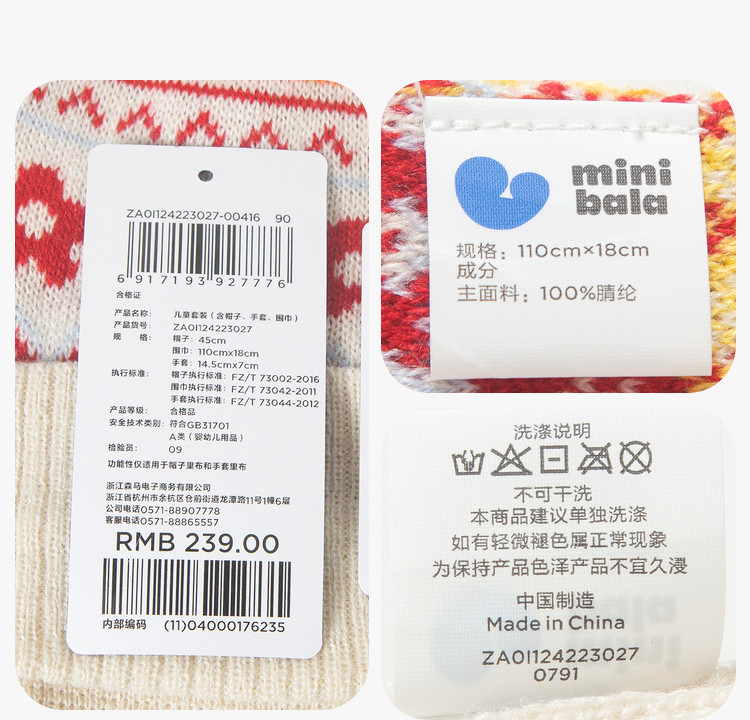 ZA0I124223027-00416 90
6 917193 927776
合格证
产品名称: 儿童套装（含帽子、手套、围巾）
产品货号: ZA0I124223027
规 格: 帽子: 45cm
围巾: 110cmx18cm
手套: 14.5cmx7cm
执行标准: 帽子执行标准: FZ/T 73002-2016
围巾执行标准: FZ/T 73042-2011
手套执行标准: FZ/T 73044-2012
产品等级: 合格品
安全技术类别: 符合GB31701
A类（婴幼儿用品）
检验员: 09
功能性仅适用于帽子里布和手套里布
浙江森马电子商务有限公司
浙江省杭州市余杭区仓前街道龙潭路11号1幢6层
公司电话0571-88907778
客服电话0571-88865557
RMB 239.00
内部编码 (11)04000176235
mini
bala
规格: 110cm×18cm
成分
主面料: 100%腈纶
洗涤说明
不可干洗
本商品建议单独洗涤
如有轻微褪色属正常现象
为保持产品色泽产品不宜久浸
中国制造
Made in China
ZA0I124223027
0791